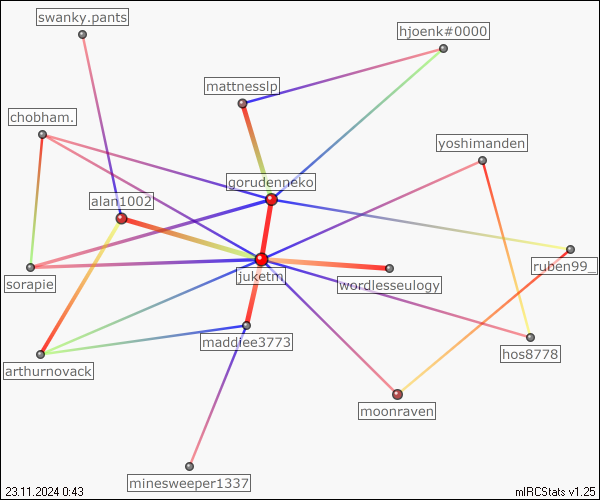 swanky.pants
hjoenk#0000
mattnesslp
chobham.
yoshimanden
gorudenneko
alan1002
ruben99_
juketm
sorapie
wordlesseulogy
maddiee3773
hos8778
arthurnovack
moonraven
minesweeper1337
23.11.2024 0:43
mIRCStats v1.25